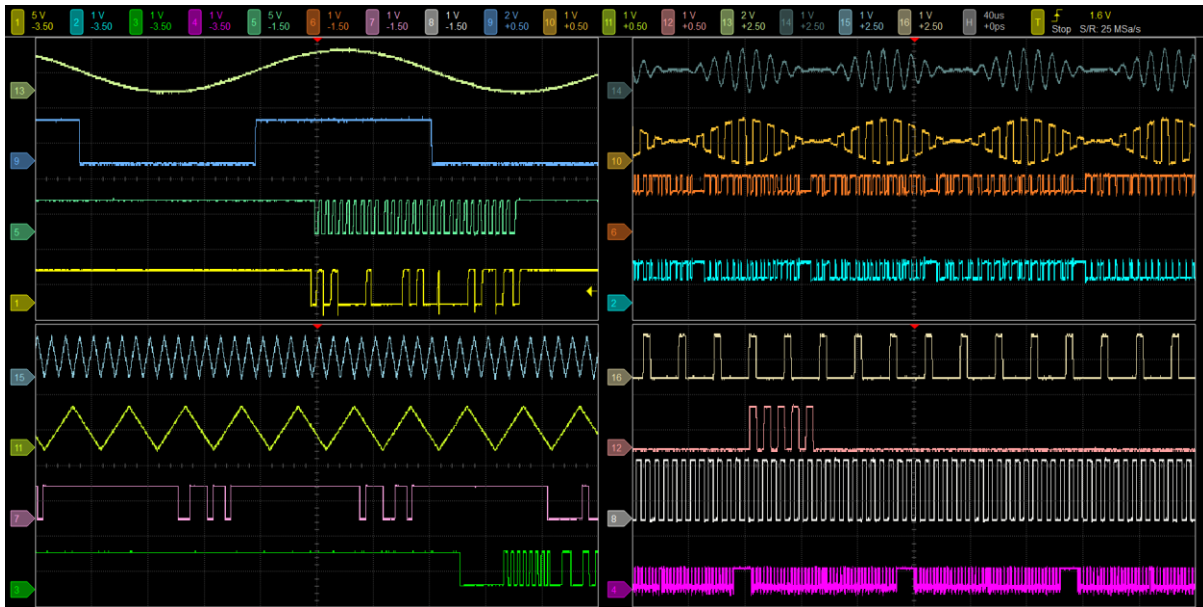 1 5 V -3.50
2 1 V -3.50
3 1 V -3.50
4 1 V -3.50
5 5 V -1.50
6 1 V -1.50
7 1 V -1.50
8 1 V -1.50
9 2 V +0.50
10 1 V +0.50
11 1 V +0.50
12 1 V +0.50
13 2 V +2.50
14 1 V +2.50
15 1 V +2.50
16 1 V +2.50
H 40us +0ps
T 1.6 V
Stop S/R: 25 MSa/s
13
9
5
1
14
10
6
2
15
11
7
3
16
12
8
4